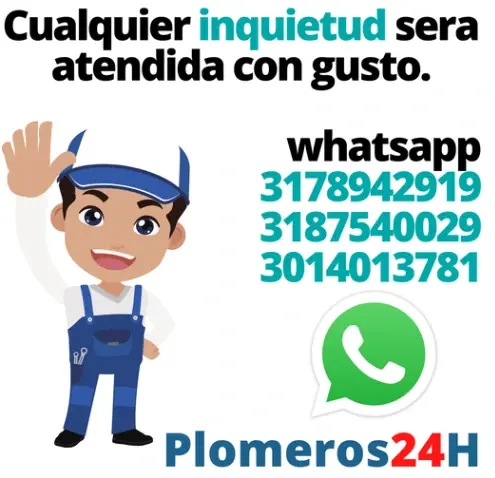 Cualquier inquietud sera
atendida con gusto.
whatsapp
3178942919
3187540029
3014013781
Plomeros24H